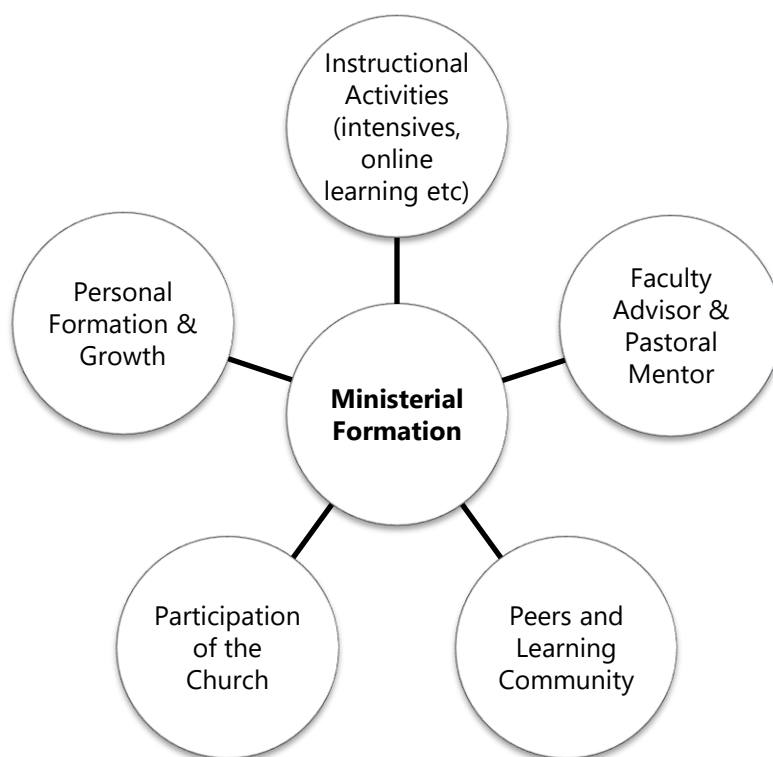 Instructional
Activities
(intensives,
online
learning etc)
Personal
Formation &
Growth
Faculty
Advisor &
Pastoral
Mentor
Ministerial
Formation
Participation
of the
Church
Peers and
Learning
Community